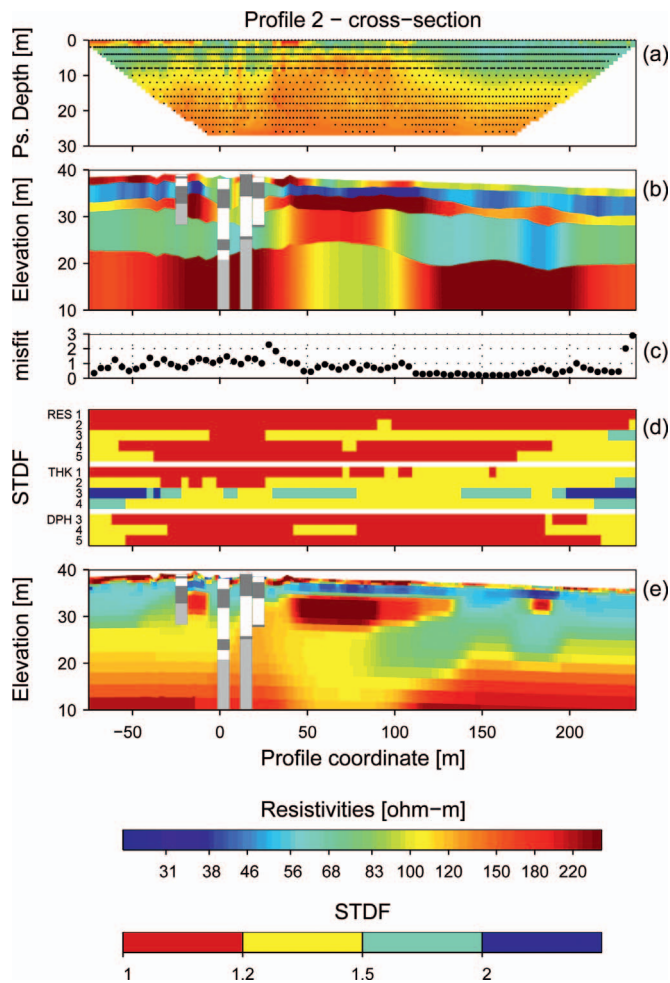 Profile 2 – cross–section
Ps. Depth [m]
0
10
20
30
(a)
Elevation [m]
40
30
20
10
(b)
misfit
3
2
1
0
(c)
STDF
RES 1
2
3
4
5
THK 1
2
3
4
DPH 3
4
5
(d)
Elevation [m]
40
30
20
10
(e)
−50 0 50 100 150 200
Profile coordinate [m]
Resistivities [ohm−m]
31 38 46 56 68 83 100 120 150 180 220
STDF
1 1.2 1.5 2